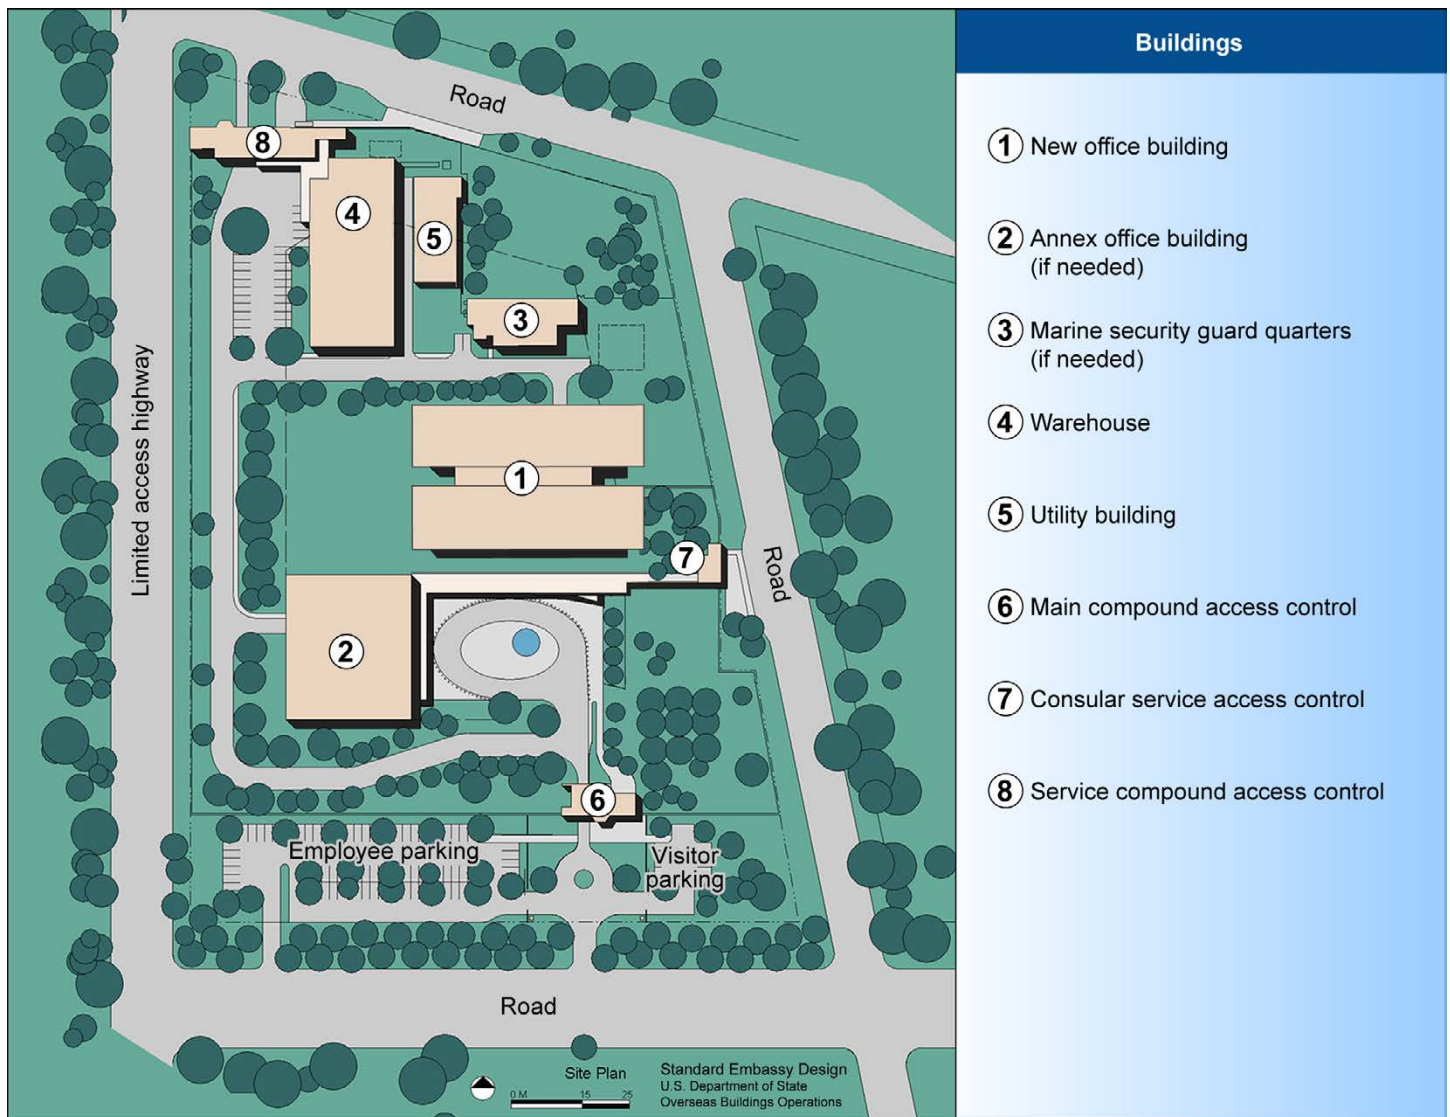 Road
8
4
5
3
Limited access highway
1
7
Road
2
6
Employee parking
Visitor
parking
Road
Site Plan
0 M 15 25
Standard Embassy Design
U.S. Department of State
Overseas Buildings Operations
Buildings
1 New office building
2 Annex office building
(if needed)
3 Marine security guard quarters
(if needed)
4 Warehouse
5 Utility building
6 Main compound access control
7 Consular service access control
8 Service compound access control